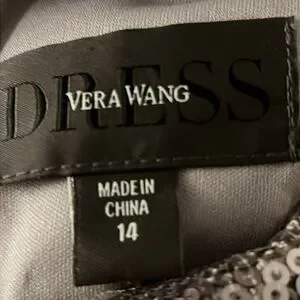 DRESS
VERA WANG
MADE IN
CHINA
14